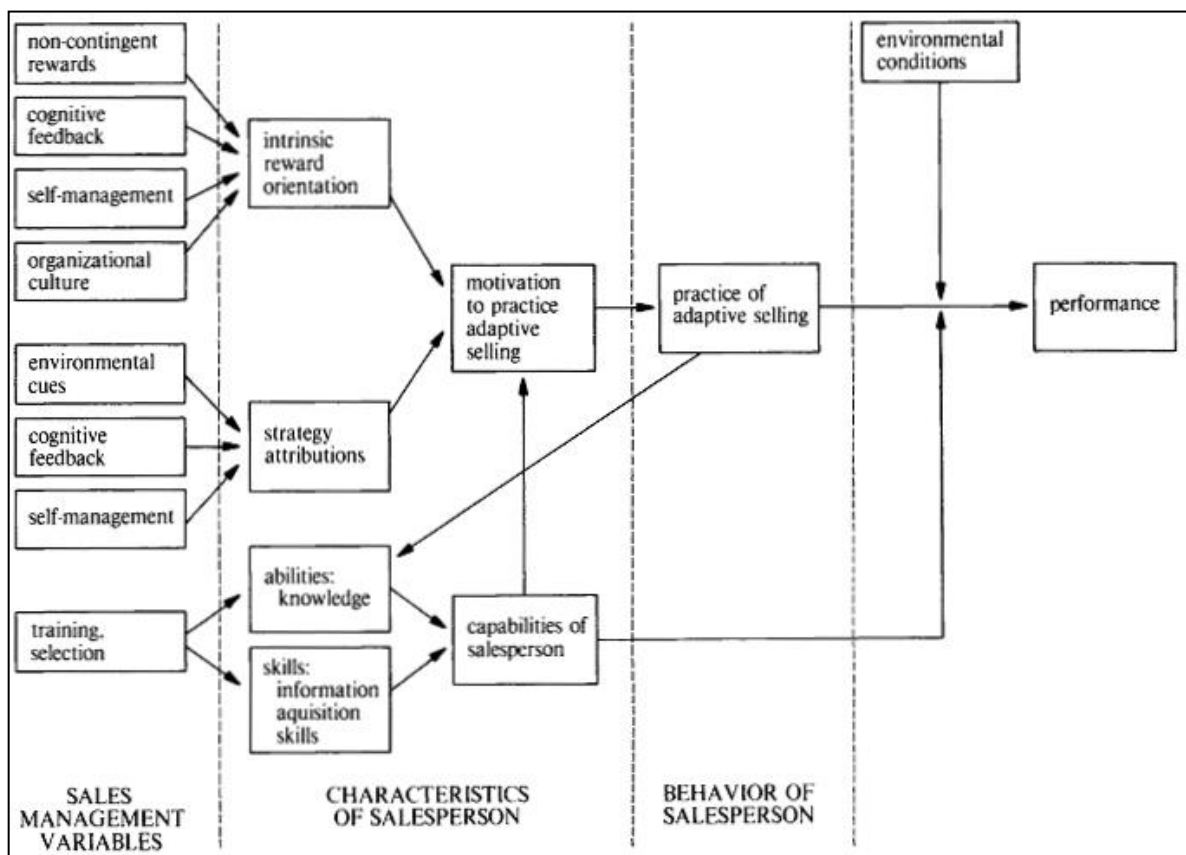 non-contingent
rewards
cognitive
feedback
self-management
organizational
culture
environmental
cues
cognitive
feedback
self-management
training,
selection
SALES
MANAGEMENT
VARIABLES
intrinsic
reward
orientation
strategy
attributions
abilities:
knowledge
skills:
information
aquisition
skills
motivation
to practice
adaptive
selling
capabilities of
salesperson
CHARACTERISTICS
OF SALESPERSON
practice of
adaptive selling
BEHAVIOR OF
SALESPERSON
environmental
conditions
performance